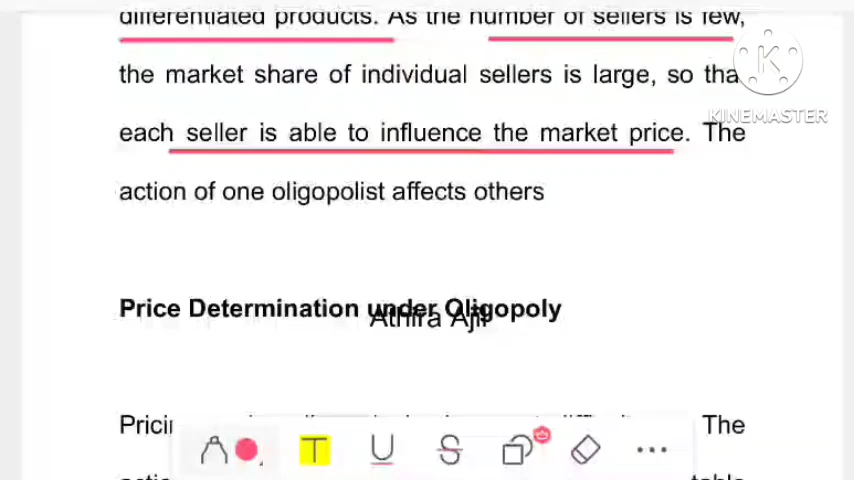 differentiated products. As the number of sellers is few,
the market share of individual sellers is large, so tha
KINEMASTER
each seller is able to influence the market price. The
action of one oligopolist affects others
Price Determination under Oligopoly
Athira Ajil
The